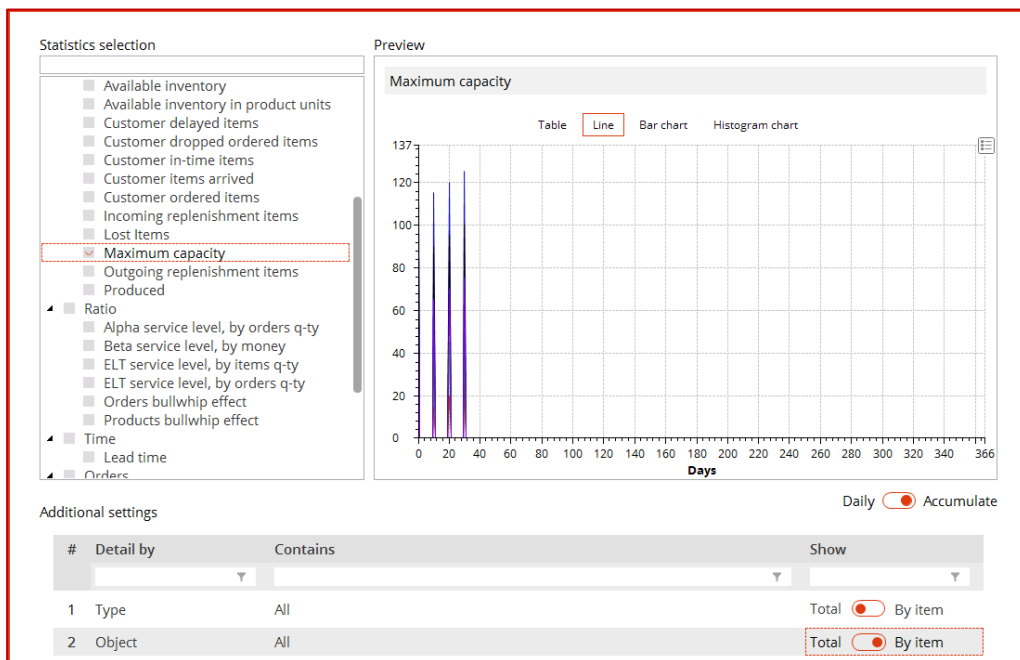 Statistics selection
Available inventory
Available inventory in product units
Customer delayed items
Customer dropped ordered items
Customer in-time items
Customer items arrived
Customer ordered items
Incoming replenishment items
Lost Items
Maximum capacity
Outgoing replenishment items
Produced
Ratio
Alpha service level, by orders q-ty
Beta service level, by money
ELT service level, by items q-ty
ELT service level, by orders q-ty
Orders bullwhip effect
Products bullwhip effect
Time
Lead time
Orders
Preview
Maximum capacity
Table Line Bar chart Histogram chart
137
120
100
80
60
40
20
0
0 20 40 60 80 100 120 140 160 180 200 220 240 260 280 300 320 340 366
Days
Daily Accumulate
Additional settings
# Detail by Contains Show
1 Type All Total By item
2 Object All Total By item